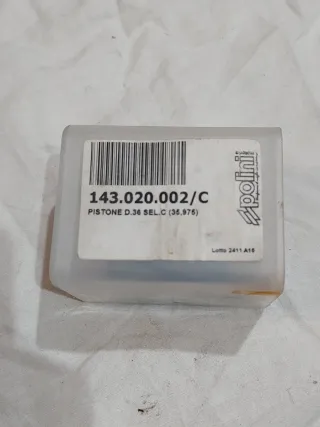 143.020.002/C
PISTONE D.36 SEL.C (35,975)
polini
Lotto 2411 A16